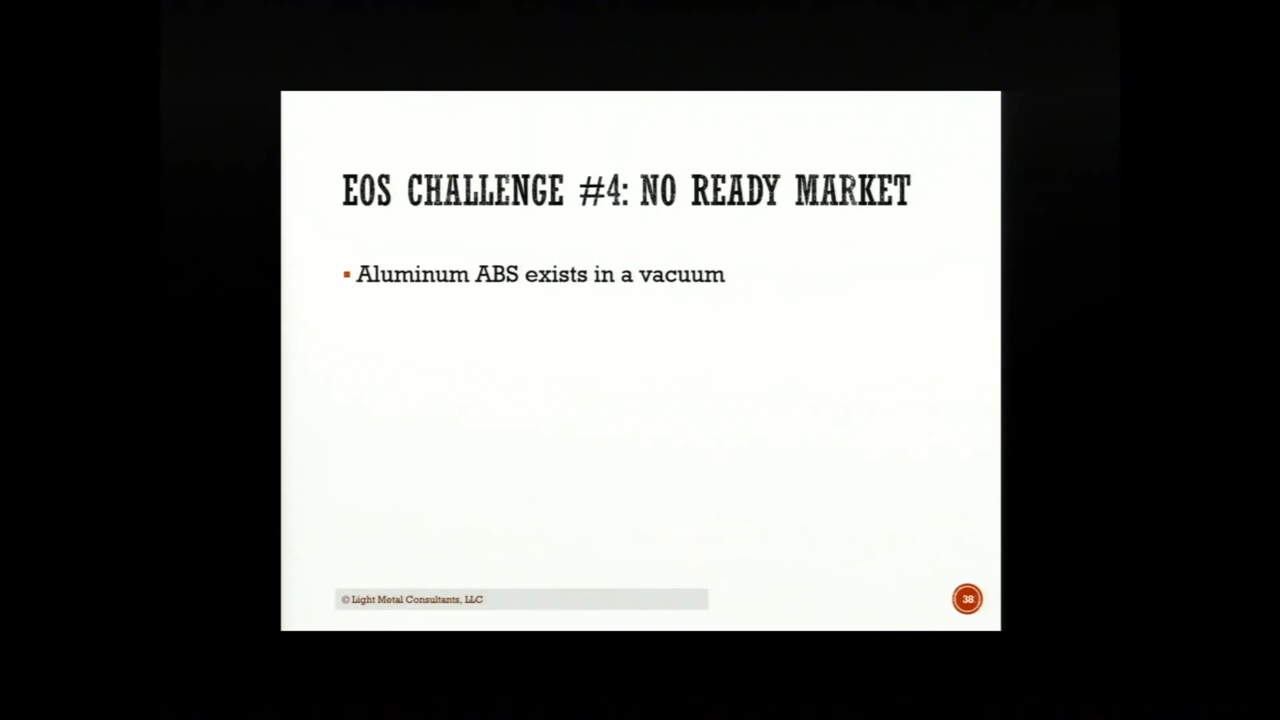 EOS CHALLENGE #4: NO READY MARKET
▪ Aluminum ABS exists in a vacuum
© Light Metal Consultants, LLC
38